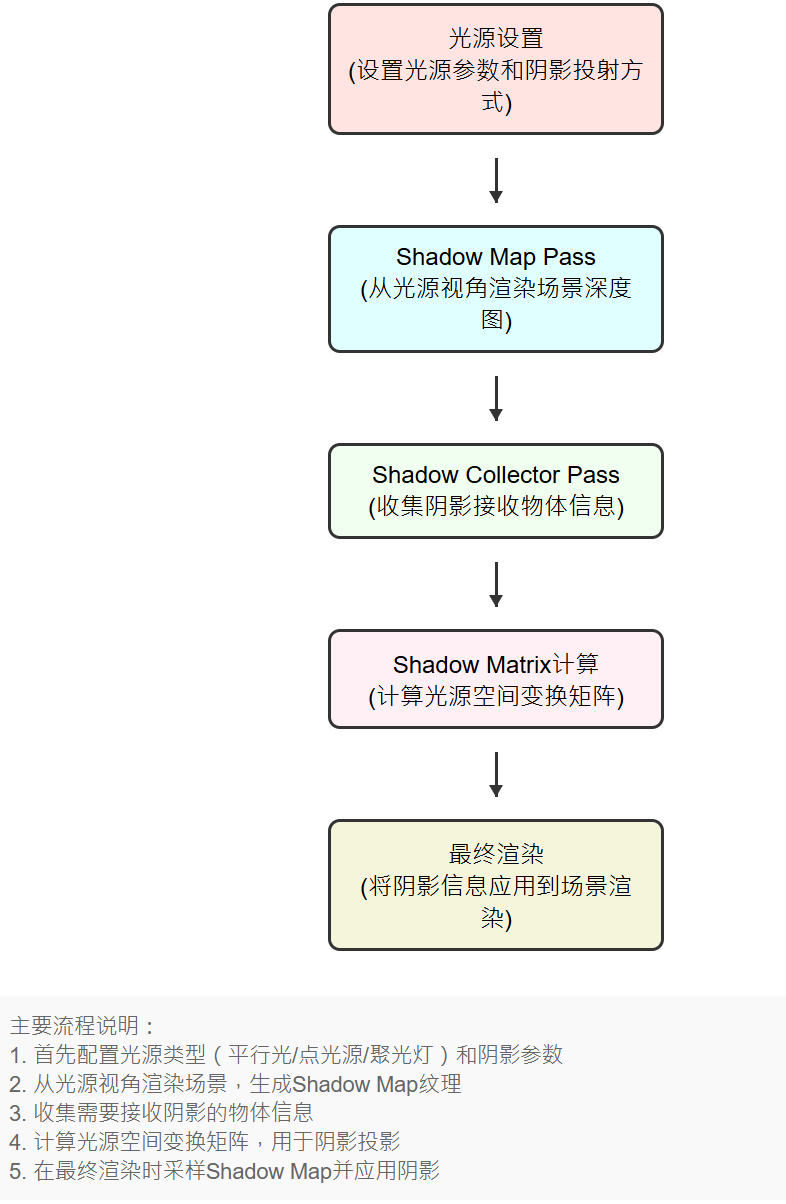 光源设置
(设置光源参数和阴影投射方
式)
Shadow Map Pass
(从光源视角渲染场景深度
图)
Shadow Collector Pass
(收集阴影接收物体信息)
Shadow Matrix计算
(计算光源空间变换矩阵)
最终渲染
(将阴影信息应用到场景渲
染)
主要流程说明：
1. 首先配置光源类型（平行光/点光源/聚光灯）和阴影参数
2. 从光源视角渲染场景，生成Shadow Map纹理
3. 收集需要接收阴影的物体信息
4. 计算光源空间变换矩阵，用于阴影投影
5. 在最终渲染时采样Shadow Map并应用阴影